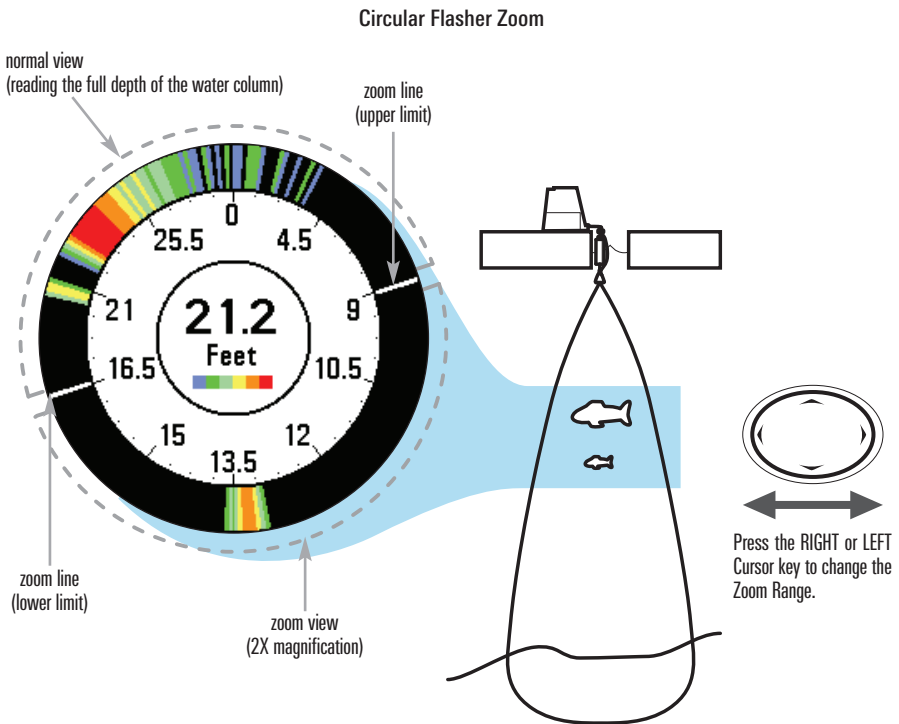 Circular Flasher Zoom
normal view
(reading the full depth of the water column)
zoom line
(upper limit)
0
25.5
4.5
21
9
21.2
Feet
16.5
10.5
15
12
13.5
zoom line
(lower limit)
zoom view
(2X magnification)
Press the RIGHT or LEFT
Cursor key to change the
Zoom Range.